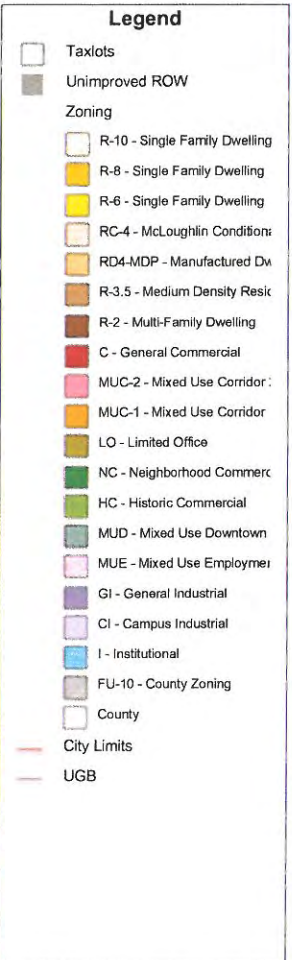 Legend
Taxlots
Unimproved ROW
Zoning
R-10 - Single Family Dwelling
R-8 - Single Family Dwelling
R-6 - Single Family Dwelling
RC-4 - McLoughlin Condition
RD4-MDP - Manufactured Dw
R-3.5 - Medium Density Resid
R-2 - Multi-Family Dwelling
C - General Commercial
MUC-2 - Mixed Use Corridor
MUC-1 - Mixed Use Corridor
LO - Limited Office
NC - Neighborhood Commerc
HC - Historic Commercial
MUD - Mixed Use Downtown
MUE - Mixed Use Employme
GI - General Industrial
CI - Campus Industrial
I - Institutional
FU-10 - County Zoning
County
City Limits
UGB